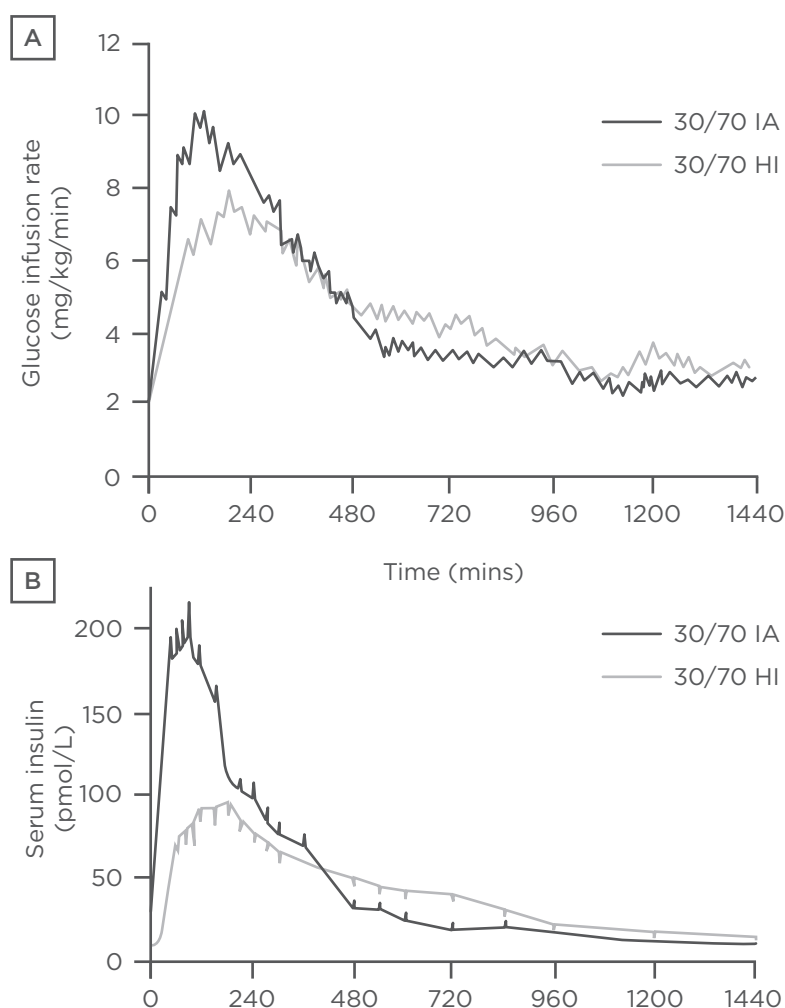 A
12
10
8
6
4
2
0
Glucose infusion rate
(mg/kg/min)
30/70 IA
30/70 HI
0 240 480 720 960 1200 1440
Time (mins)
B
200
150
100
50
0
Serum insulin
(pmol/L)
30/70 IA
30/70 HI
0 240 480 720 960 1200 1440